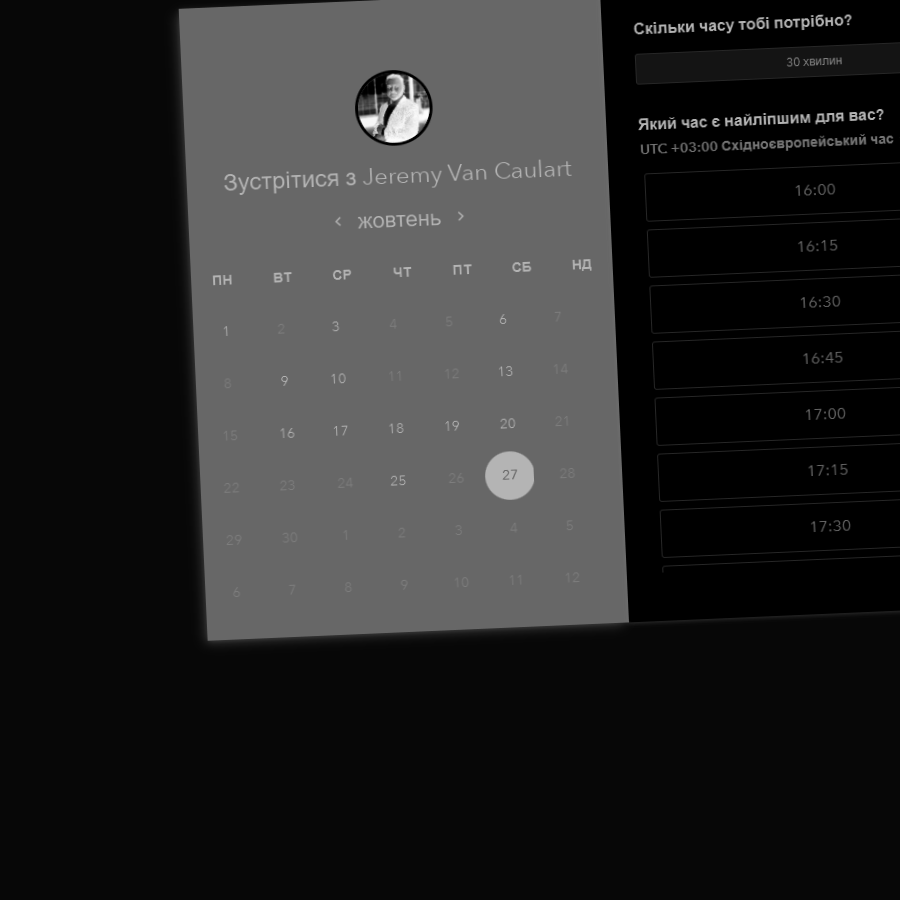 Зустрітися з Jeremy Van Caulart
‹ жовтень ›
ПН ВТ СР ЧТ ПТ СБ НД
1 2 3 4 5 6 7
8 9 10 11 12 13 14
15 16 17 18 19 20 21
22 23 24 25 26 27 28
29 30 1 2 3 4 5
6 7 8 9 10 11 12
Скільки часу тобі потрібно?
30 хвилин
Який час є найліпшим для вас?
UTC +03:00 Східноєвропейський час
16:00
16:15
16:30
16:45
17:00
17:15
17:30